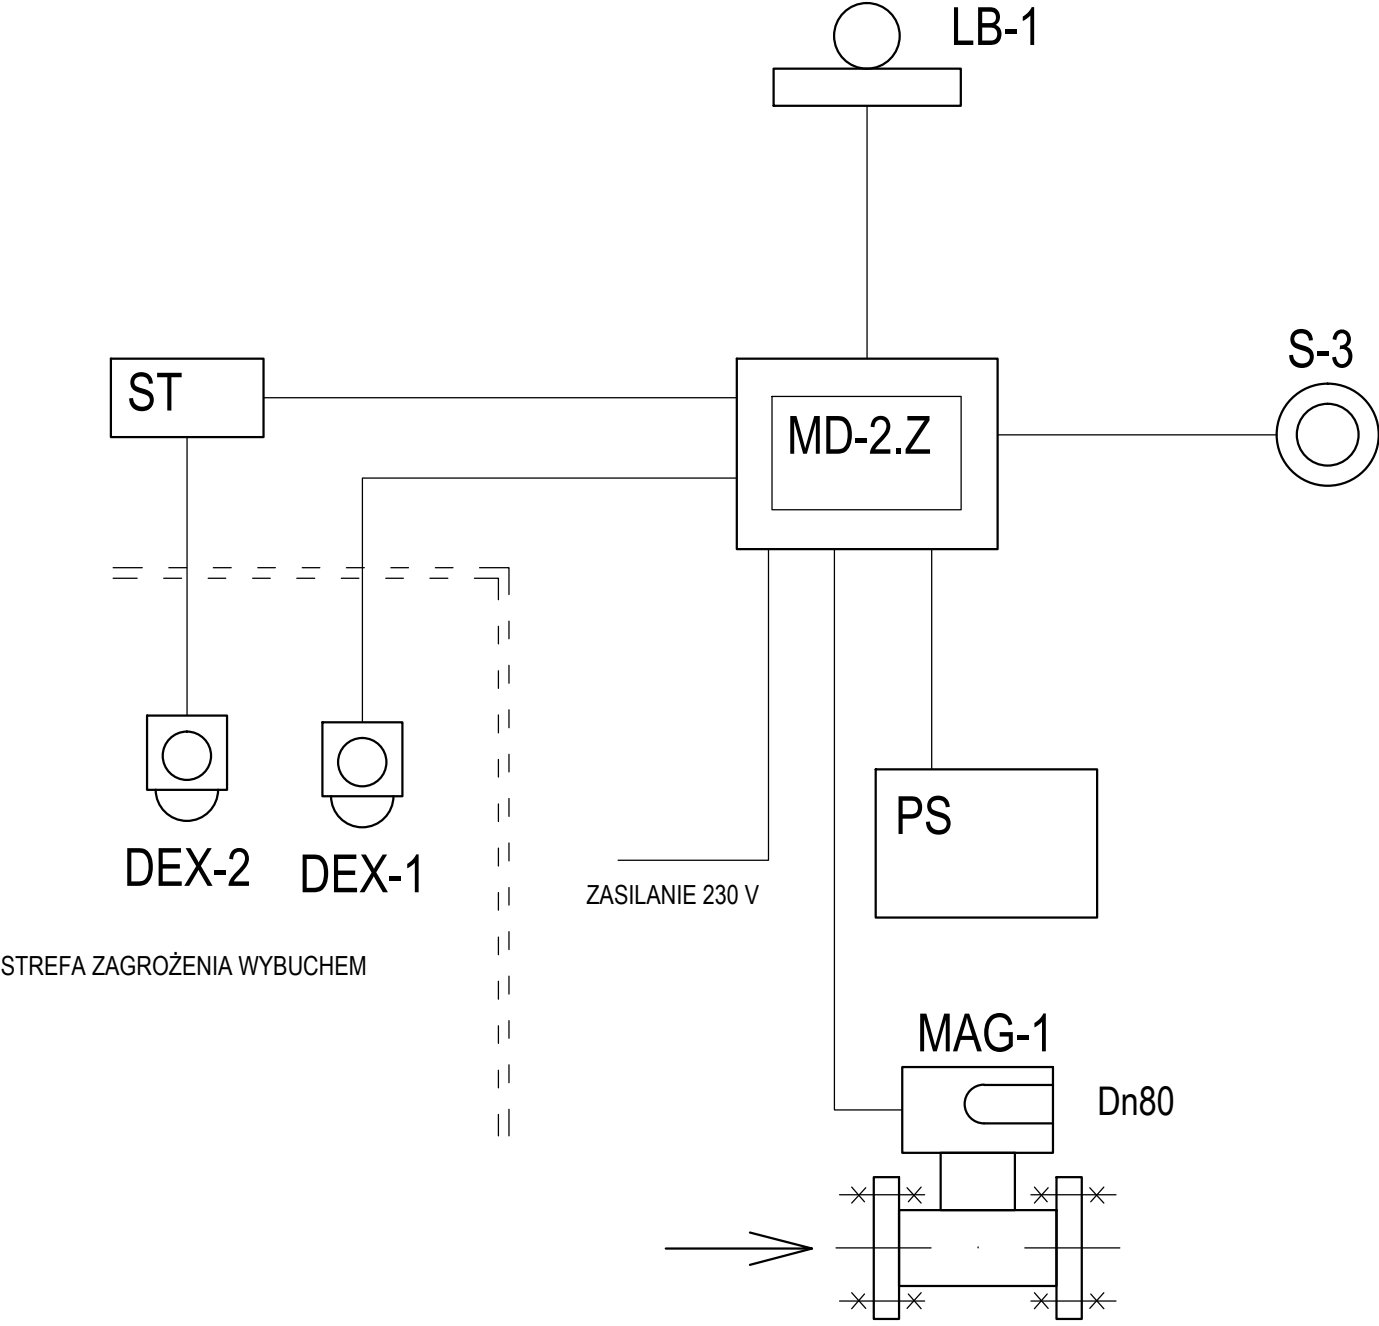 LB-1
S-3
ST
MD-2.Z
PS
DEX-2
DEX-1
ZASILANIE 230 V
STREFA ZAGROŻENIA WYBUCHEM
MAG-1
Dn80